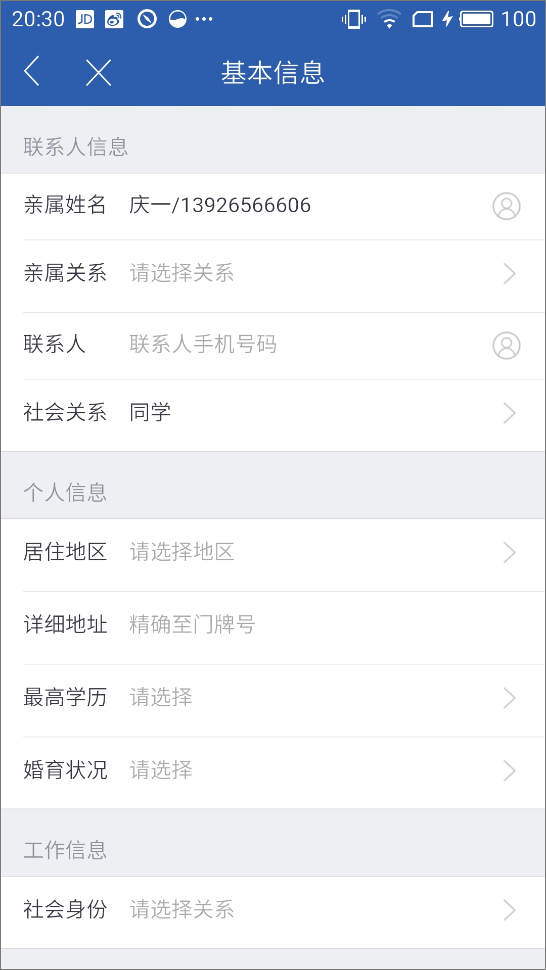 20:30 JD 100
基本信息
联系人信息
亲属姓名 庆一/13926566606
亲属关系 请选择关系
联系人 联系人手机号码
社会关系 同学
个人信息
居住地区 请选择地区
详细地址 精确至门牌号
最高学历 请选择
婚育状况 请选择
工作信息
社会身份 请选择关系